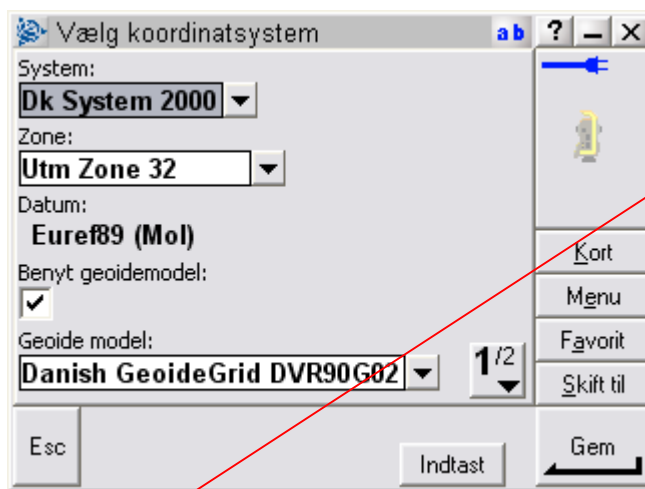 Vælg koordinatsystem ab ? – X
System:
Dk System 2000
Zone:
Utm Zone 32
Datum:
Euref89 (Mol)
Benyt geoidemodel:
Geoide model:
Danish GeoideGrid DVR90G02
1/2
Kort
Menu
Favorit
Skift til
Esc
Indtast
Gem